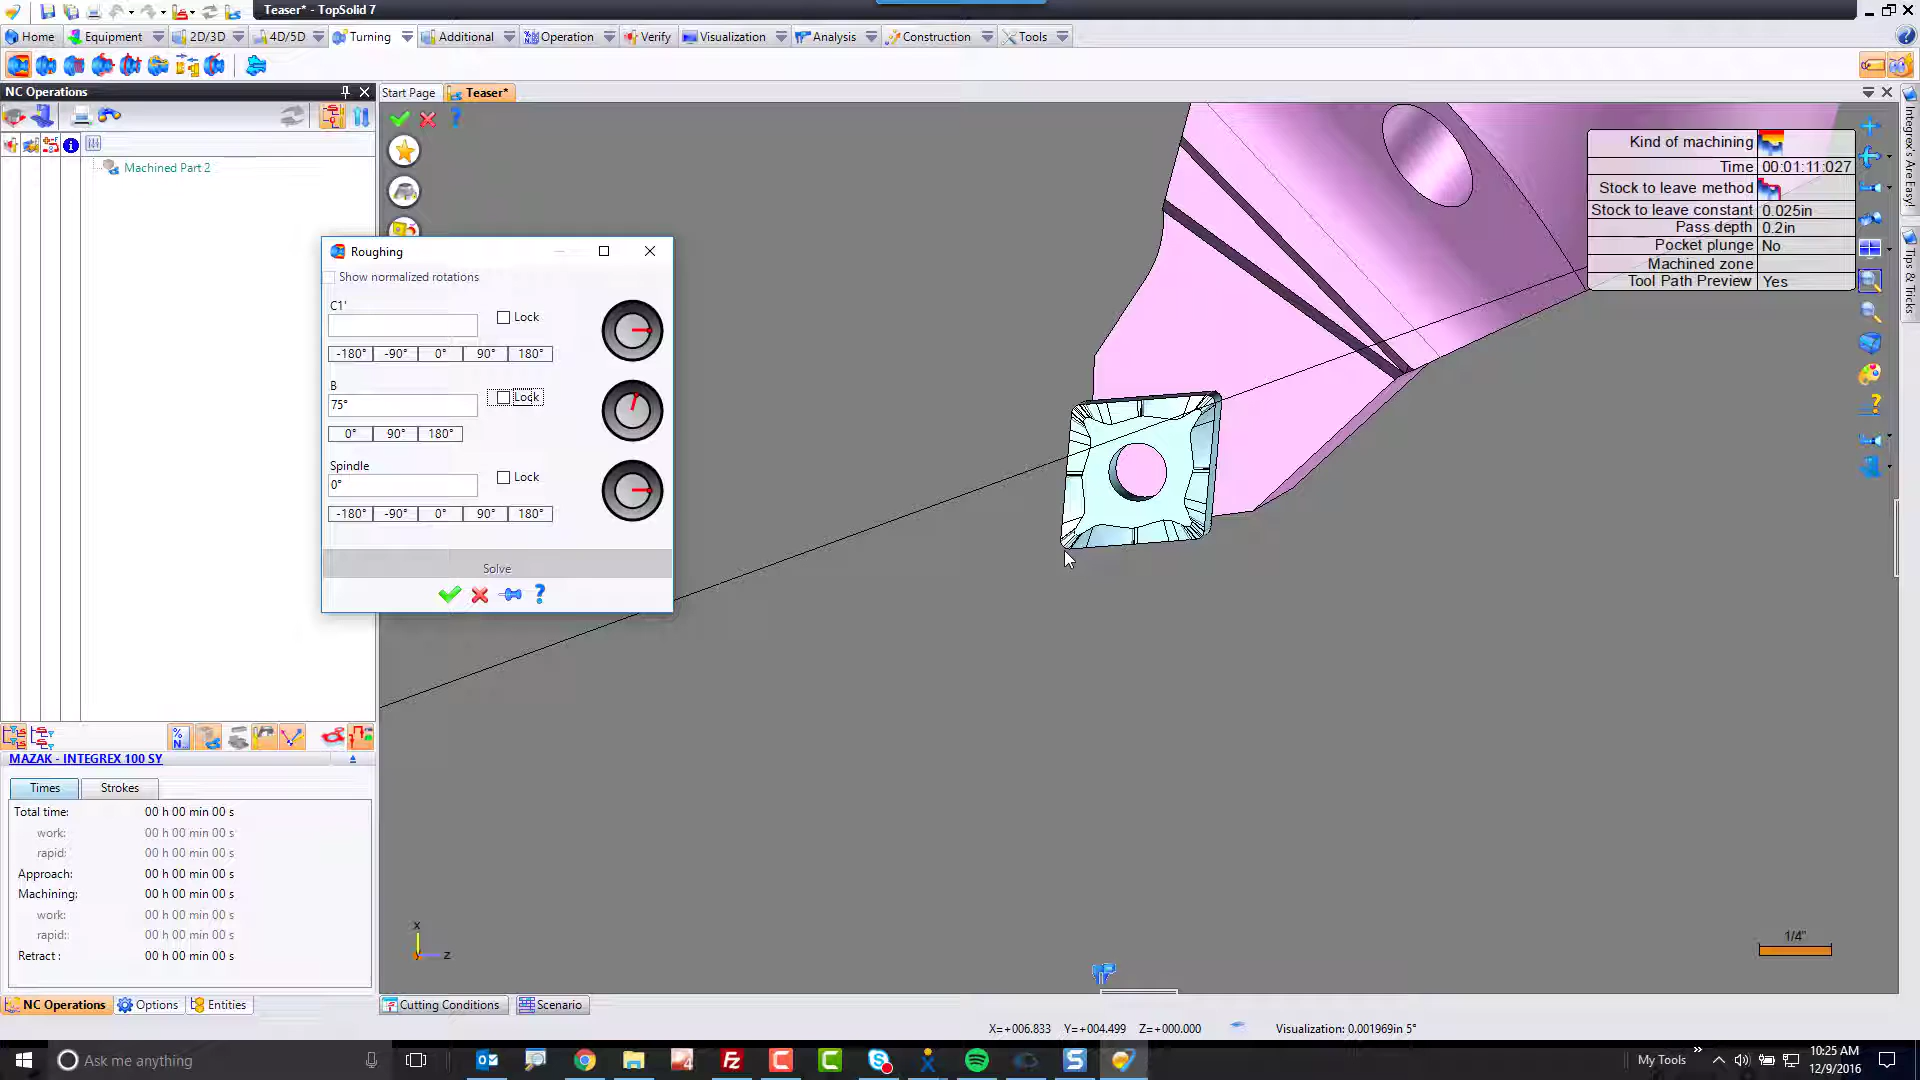 Teaser* - TopSolid 7
Home Equipment 2D/3D 4D/5D Turning Additional Operation Verify Visualization Analysis Construction Tools
NC Operations
Start Page Teaser*
Machined Part 2
Roughing
Show normalized rotations
C1'
Lock
-180° -90° 0° 90° 180°
B
75° Lock
0° 90° 180°
Spindle
0° Lock
-180° -90° 0° 90° 180°
Solve
Kind of machining
Time 00:01:11:027
Stock to leave method
Stock to leave constant 0.025in
Pass depth 0.2in
Pocket plunge No
Machined zone
Tool Path Preview Yes
Integrex's Are Easy!
Tips & Tricks
MAZAK - INTEGREX 100 SY
Times Strokes
Total time: 00 h 00 min 00 s
work: 00 h 00 min 00 s
rapid: 00 h 00 min 00 s
Approach: 00 h 00 min 00 s
Machining: 00 h 00 min 00 s
work: 00 h 00 min 00 s
rapid: 00 h 00 min 00 s
Retract : 00 h 00 min 00 s
x
z
1/4"
NC Operations Options Entities
Cutting Conditions Scenario
X=+006.833 Y=+004.499 Z=+000.000 Visualization: 0.001969in 5°
Ask me anything
My Tools
10:25 AM
12/9/2016